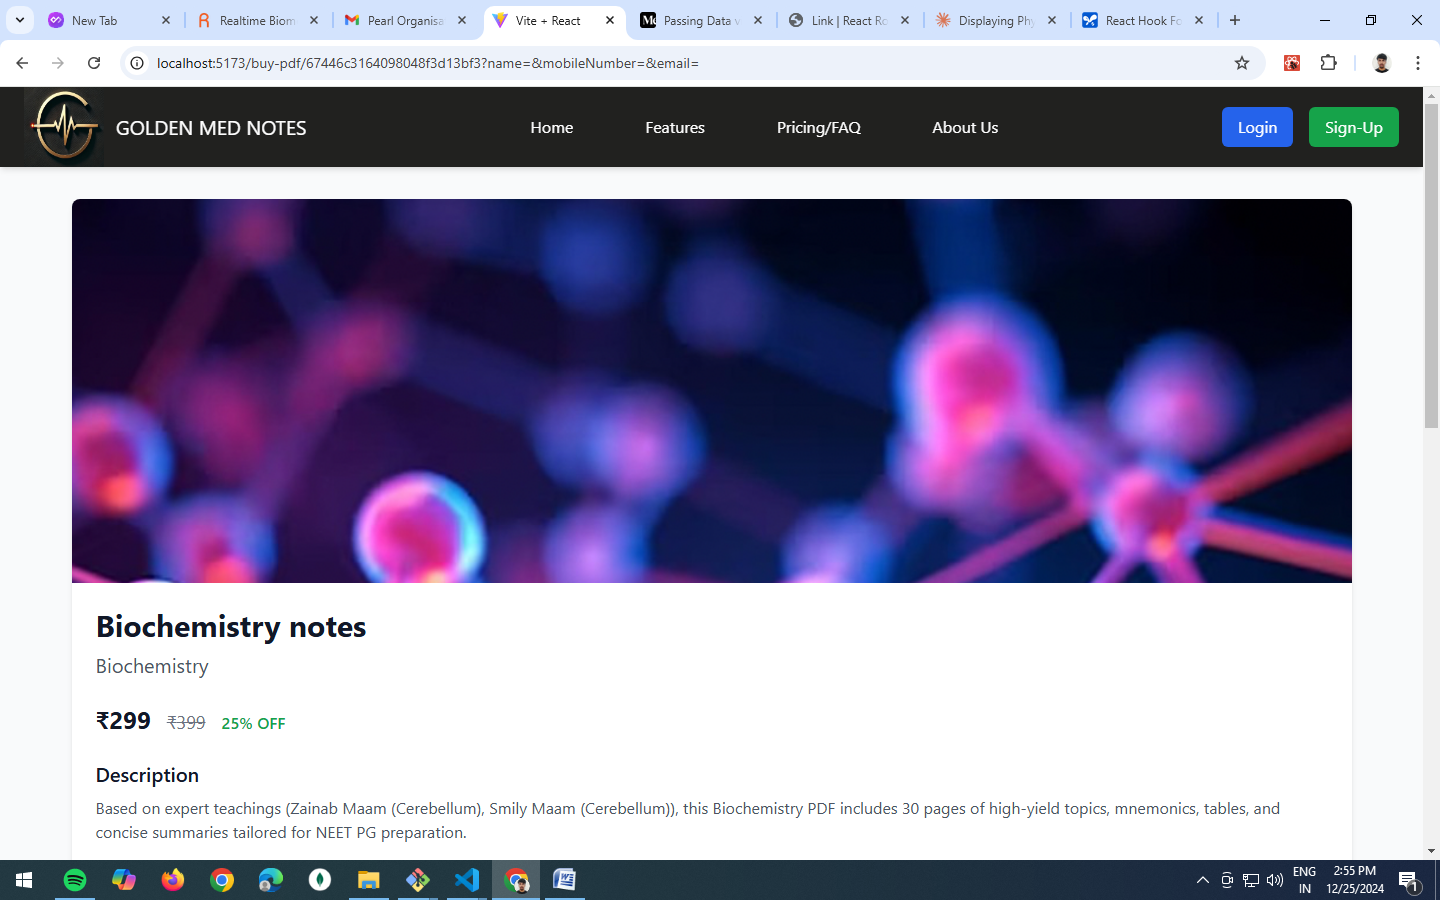 New Tab
Realtime Biom
Pearl Organisa
Vite + React
Passing Data v
Link | React Ro
Displaying Phy
React Hook Fo
localhost:5173/buy-pdf/67446c3164098048f3d13bf3?name=&mobileNumber=&email=
GOLDEN MED NOTES
Home
Features
Pricing/FAQ
About Us
Login
Sign-Up
Biochemistry notes
Biochemistry
₹299 ₹399 25% OFF
Description
Based on expert teachings (Zainab Maam (Cerebellum), Smily Maam (Cerebellum)), this Biochemistry PDF includes 30 pages of high-yield topics, mnemonics, tables, and
concise summaries tailored for NEET PG preparation.
ENG
IN
2:55 PM
12/25/2024
1